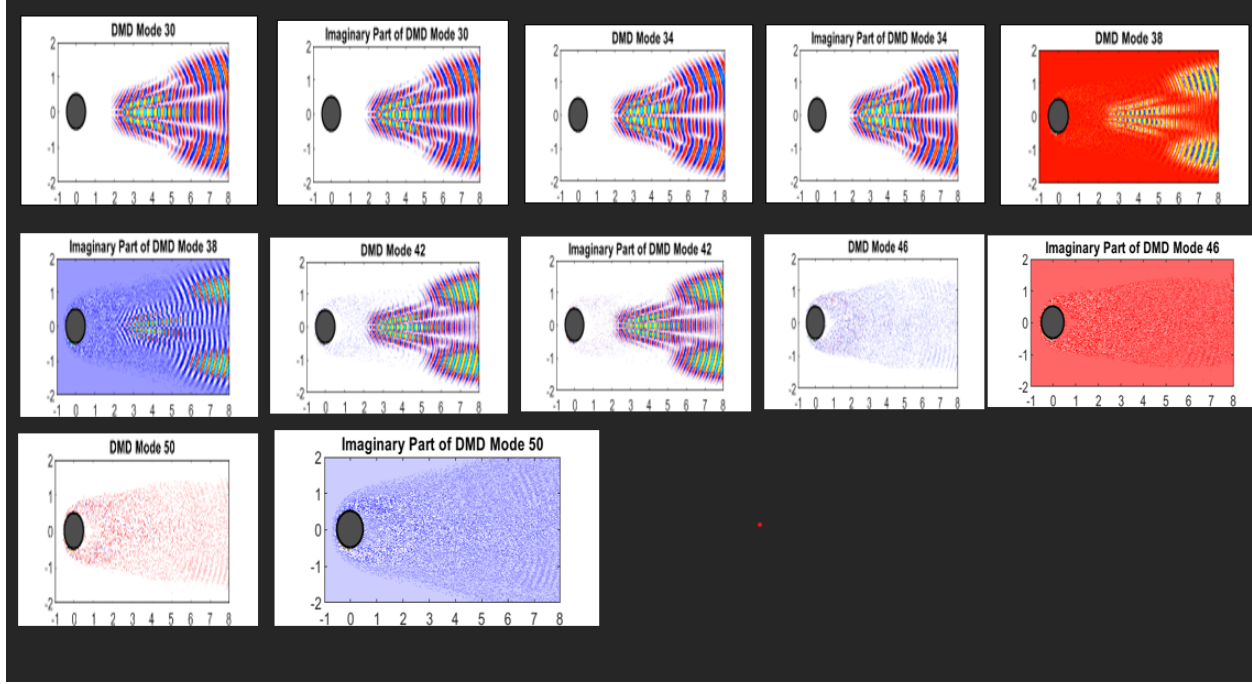 DMD Mode 30
2
1
0
-1
-2
-1 0 1 2 3 4 5 6 7 8
Imaginary Part of DMD Mode 30
2
1
0
-1
-2
-1 0 1 2 3 4 5 6 7 8
DMD Mode 34
2
1
0
-1
-2
-1 0 1 2 3 4 5 6 7 8
Imaginary Part of DMD Mode 34
2
1
0
-1
-2
-1 0 1 2 3 4 5 6 7 8
DMD Mode 38
2
1
0
-1
-2
-1 0 1 2 3 4 5 6 7 8
Imaginary Part of DMD Mode 38
2
1
0
-1
-2
-1 0 1 2 3 4 5 6 7 8
DMD Mode 42
2
1
0
-1
-2
-1 0 1 2 3 4 5 6 7 8
Imaginary Part of DMD Mode 42
2
1
0
-1
-2
-1 0 1 2 3 4 5 6 7 8
DMD Mode 46
2
1
0
-1
-2
-1 0 1 2 3 4 5 6 7 8
Imaginary Part of DMD Mode 46
2
1
0
-1
-2
-1 0 1 2 3 4 5 6 7 8
DMD Mode 50
2
1
0
-1
-2
-1 0 1 2 3 4 5 6 7 8
Imaginary Part of DMD Mode 50
2
1
0
-1
-2
-1 0 1 2 3 4 5 6 7 8